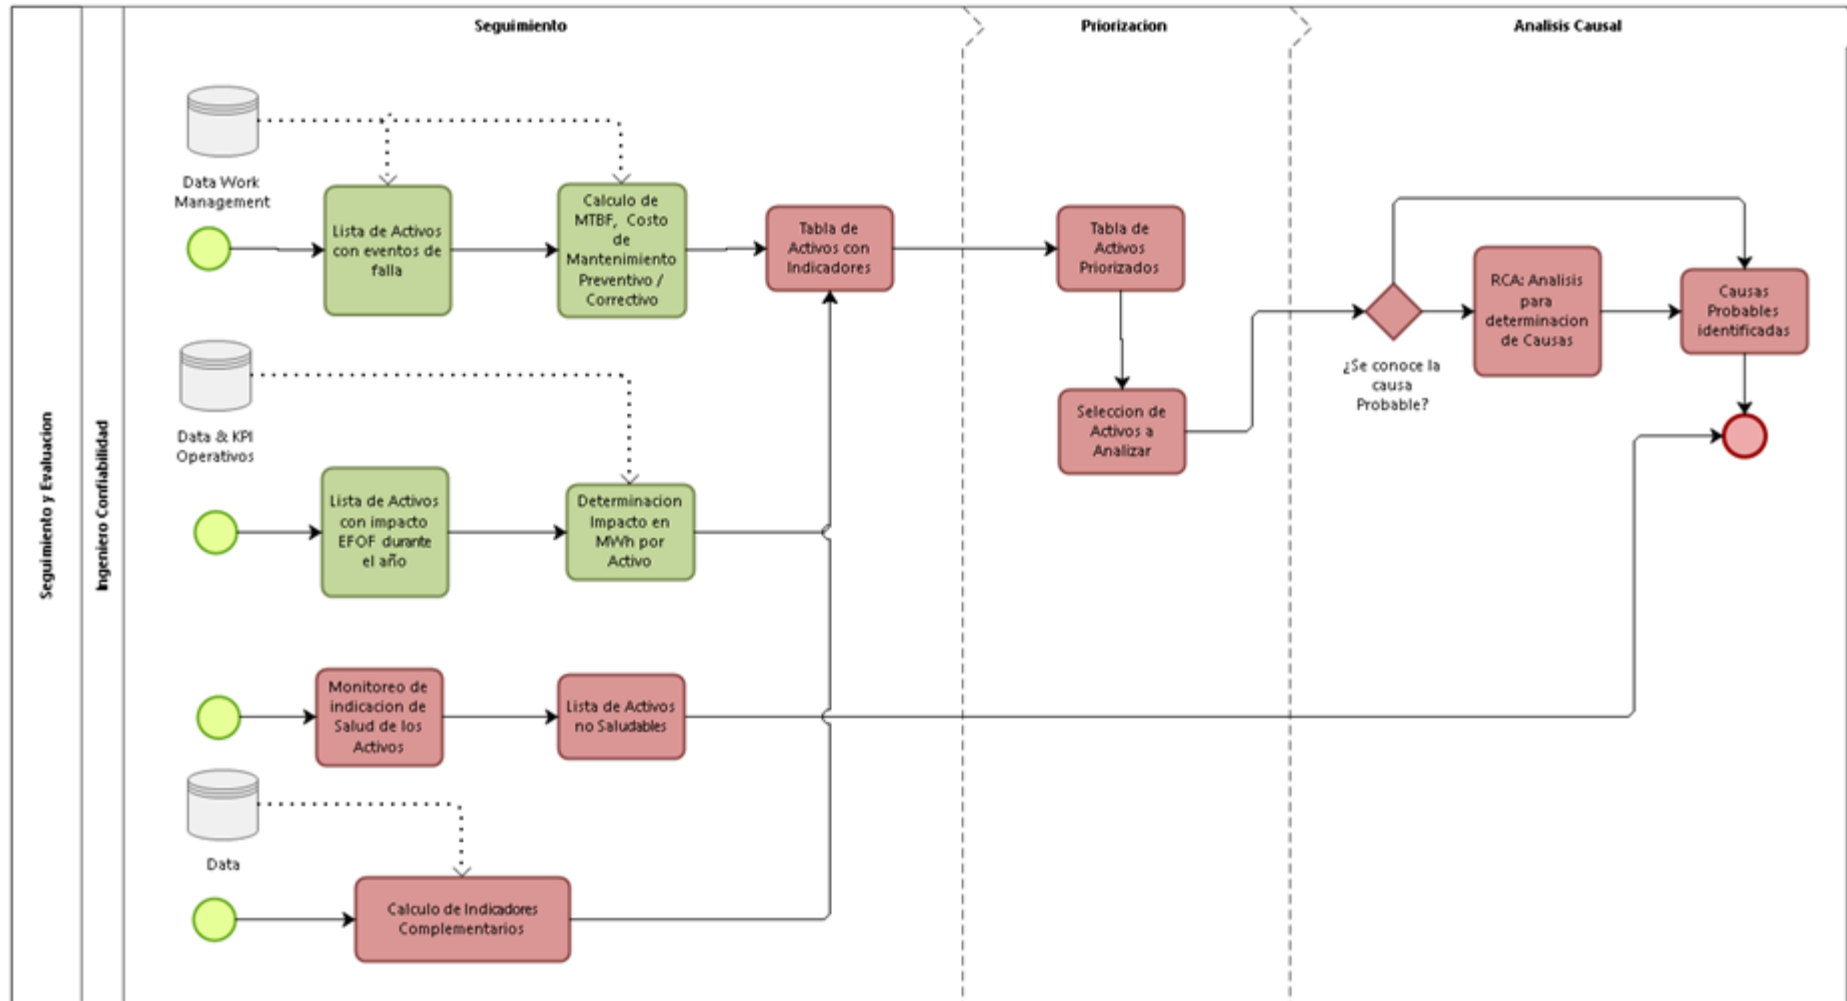 Seguimiento
Priorizacion
Analisis Causal
Seguimiento y Evaluacion
Ingeniero Confiabilidad
Data Work
Management
Lista de Activos
con eventos de
falla
Calculo de
MTBF, Costo
de
Mantenimiento
Preventivo /
Correctivo
Tabla de
Activos con
Indicadores
Tabla de
Activos
Priorizados
Seleccion de
Activos a
Analizar
¿Se conoce la
causa
Probable?
RCA: Analisis
para
determinacion
de Causas
Causas
Probables
identificadas
Data & KPI
Operativos
Lista de Activos
con impacto
EFOF durante
el año
Determinacion
Impacto en
MWh por
Activo
Monitoreo de
indicacion de
Salud de los
Activos
Lista de Activos
no Saludables
Data
Calculo de Indicadores
Complementarios